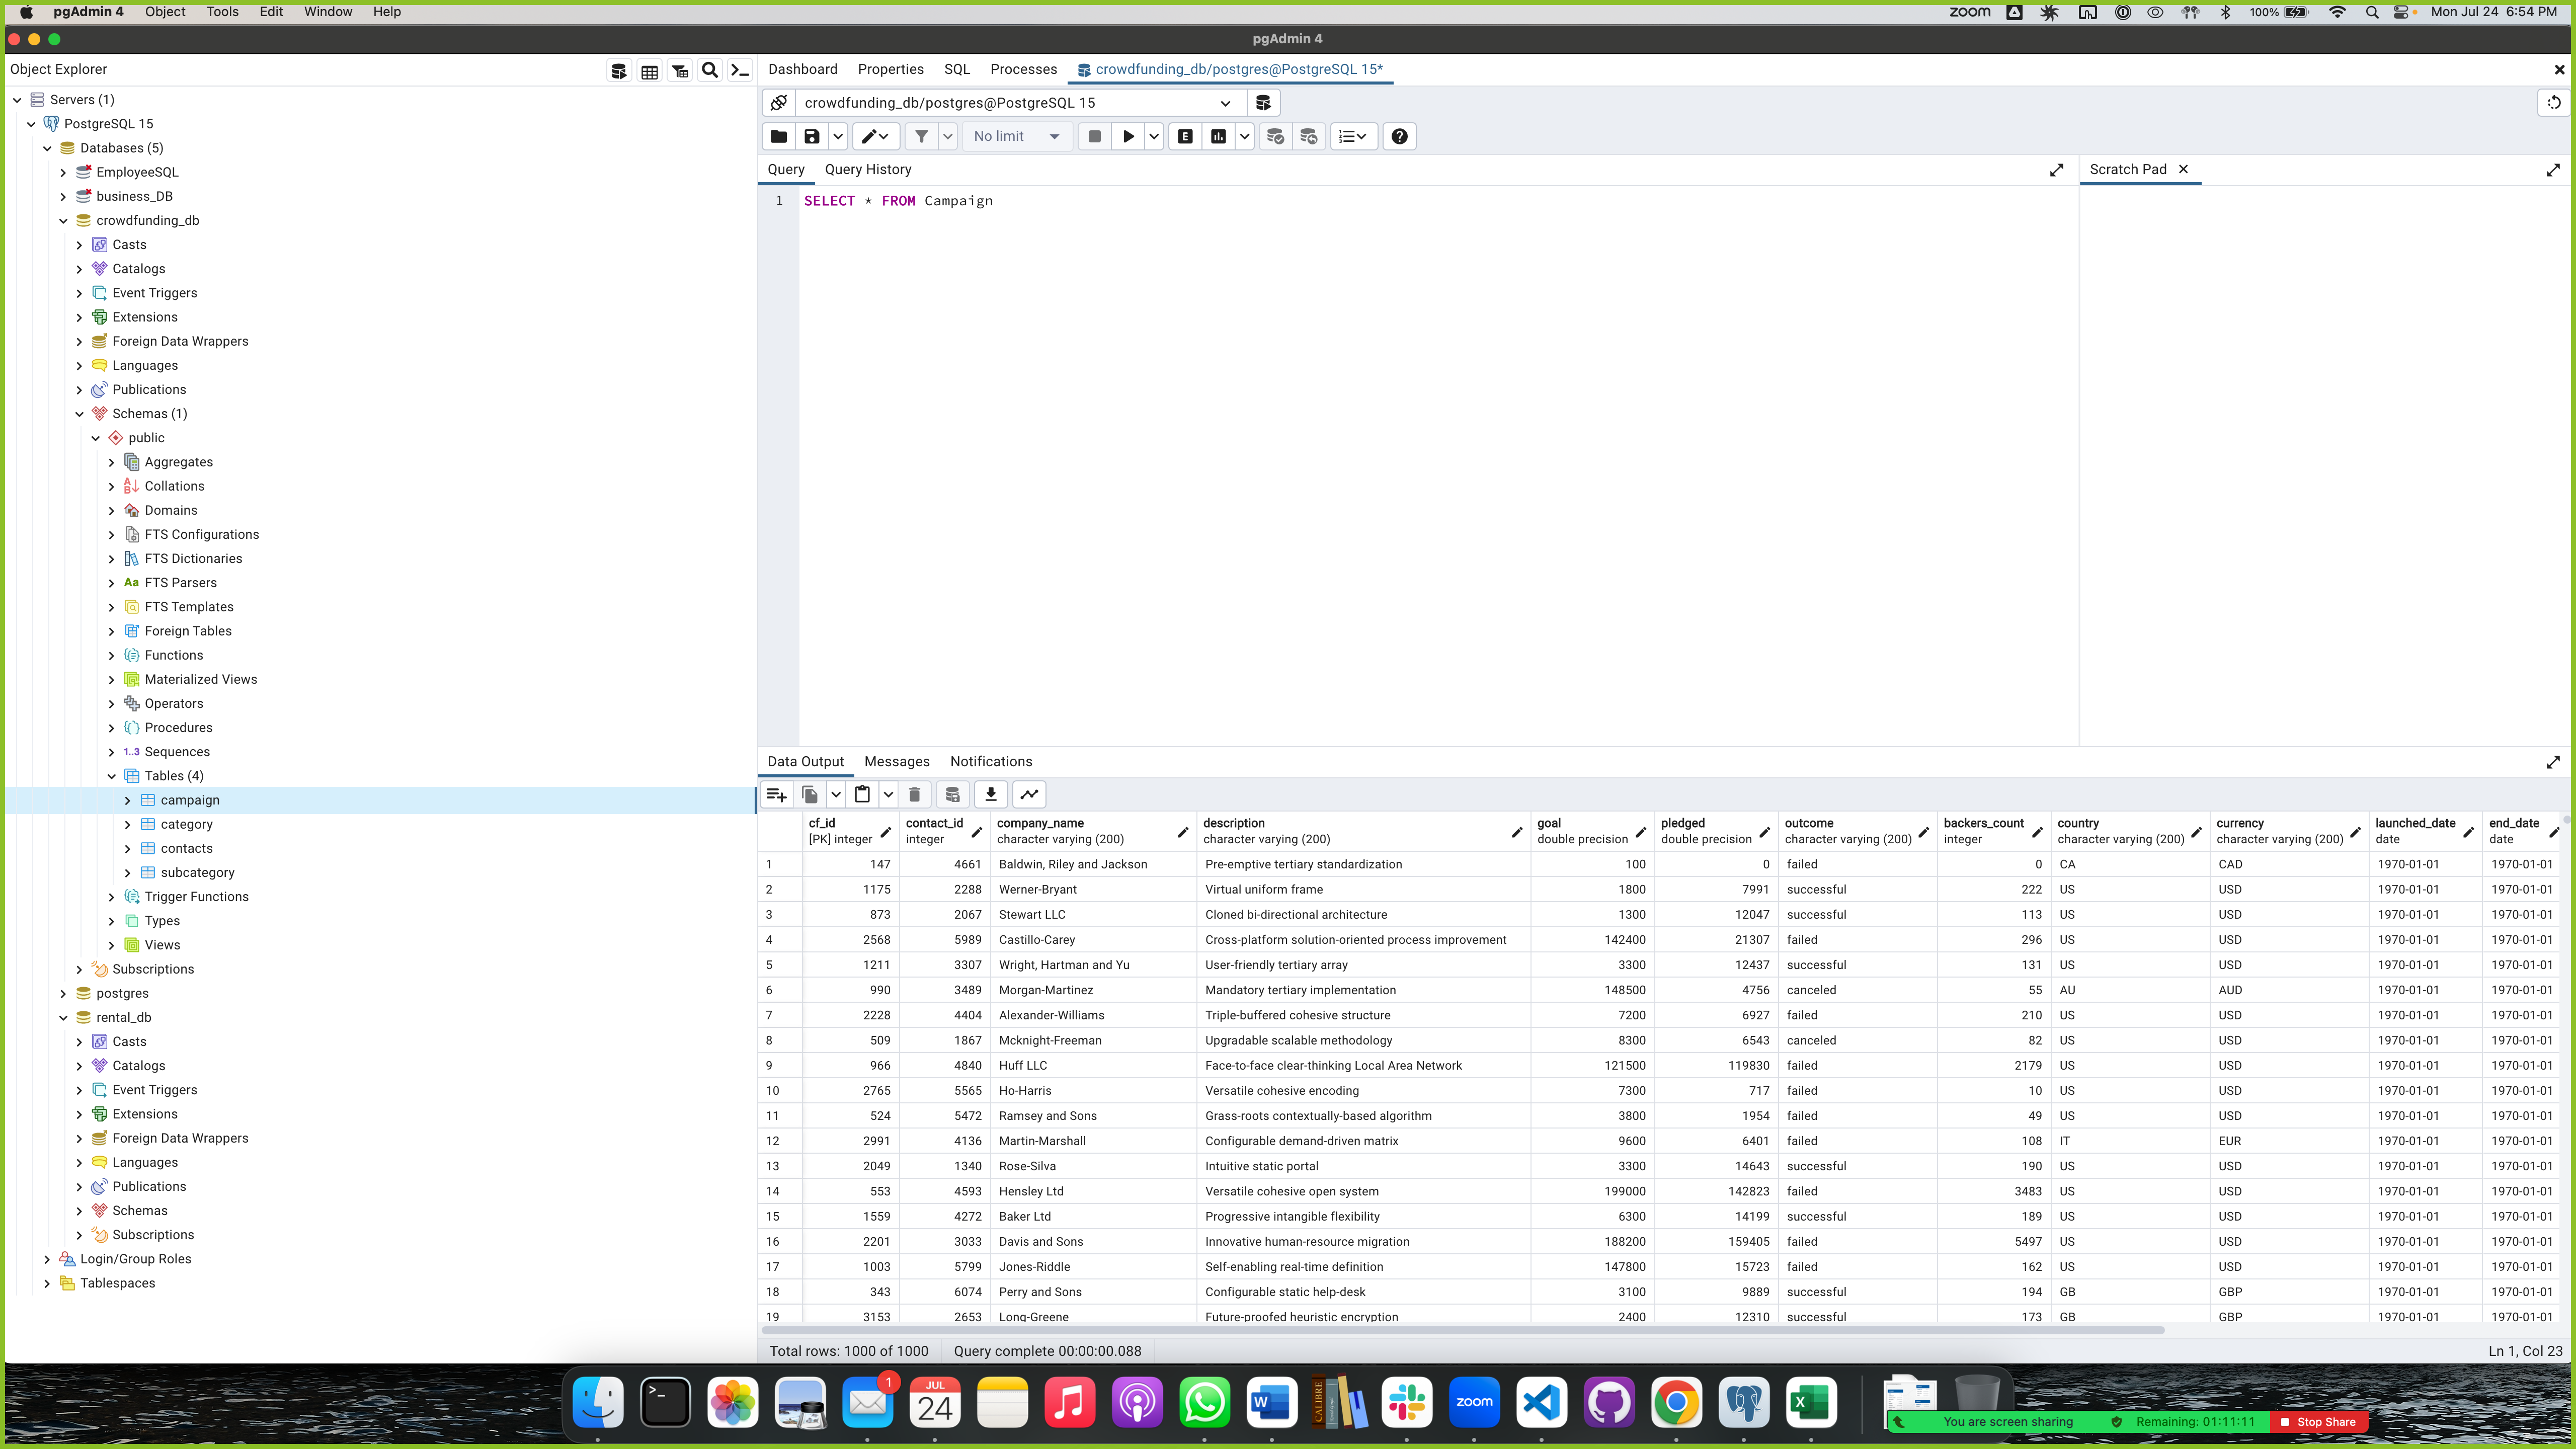 pgAdmin 4 Object Tools Edit Window Help zoom 100% Mon Jul 24 6:54 PM
pgAdmin 4
Object Explorer
Dashboard Properties SQL Processes crowdfunding_db/postgres@PostgreSQL 15*
Servers (1)
PostgreSQL 15
Databases (5)
EmployeeSQL
business_DB
crowdfunding_db
Casts
Catalogs
Event Triggers
Extensions
Foreign Data Wrappers
Languages
Publications
Schemas (1)
public
Aggregates
Collations
Domains
FTS Configurations
FTS Dictionaries
Aa FTS Parsers
FTS Templates
Foreign Tables
Functions
Materialized Views
Operators
Procedures
1..3 Sequences
Tables (4)
campaign
category
contacts
subcategory
Trigger Functions
Types
Views
Subscriptions
postgres
rental_db
Casts
Catalogs
Event Triggers
Extensions
Foreign Data Wrappers
Languages
Publications
Schemas
Subscriptions
Login/Group Roles
Tablespaces
crowdfunding_db/postgres@PostgreSQL 15
No limit E
Query Query History Scratch Pad
1 SELECT * FROM Campaign
Data Output Messages Notifications
cf_id contact_id company_name description goal pledged outcome backers_count country currency launched_date end_date
[PK] integer integer character varying (200) character varying (200) double precision double precision character varying (200) integer character varying (200) character varying (200) date date
1 147 4661 Baldwin, Riley and Jackson Pre-emptive tertiary standardization 100 0 failed 0 CA CAD 1970-01-01 1970-01-01
2 1175 2288 Werner-Bryant Virtual uniform frame 1800 7991 successful 222 US USD 1970-01-01 1970-01-01
3 873 2067 Stewart LLC Cloned bi-directional architecture 1300 12047 successful 113 US USD 1970-01-01 1970-01-01
4 2568 5989 Castillo-Carey Cross-platform solution-oriented process improvement 142400 21307 failed 296 US USD 1970-01-01 1970-01-01
5 1211 3307 Wright, Hartman and Yu User-friendly tertiary array 3300 12437 successful 131 US USD 1970-01-01 1970-01-01
6 990 3489 Morgan-Martinez Mandatory tertiary implementation 148500 4756 canceled 55 AU AUD 1970-01-01 1970-01-01
7 2228 4404 Alexander-Williams Triple-buffered cohesive structure 7200 6927 failed 210 US USD 1970-01-01 1970-01-01
8 509 1867 Mcknight-Freeman Upgradable scalable methodology 8300 6543 canceled 82 US USD 1970-01-01 1970-01-01
9 966 4840 Huff LLC Face-to-face clear-thinking Local Area Network 121500 119830 failed 2179 US USD 1970-01-01 1970-01-01
10 2765 5565 Ho-Harris Versatile cohesive encoding 7300 717 failed 10 US USD 1970-01-01 1970-01-01
11 524 5472 Ramsey and Sons Grass-roots contextually-based algorithm 3800 1954 failed 49 US USD 1970-01-01 1970-01-01
12 2991 4136 Martin-Marshall Configurable demand-driven matrix 9600 6401 failed 108 IT EUR 1970-01-01 1970-01-01
13 2049 1340 Rose-Silva Intuitive static portal 3300 14643 successful 190 US USD 1970-01-01 1970-01-01
14 553 4593 Hensley Ltd Versatile cohesive open system 199000 142823 failed 3483 US USD 1970-01-01 1970-01-01
15 1559 4272 Baker Ltd Progressive intangible flexibility 6300 14199 successful 189 US USD 1970-01-01 1970-01-01
16 2201 3033 Davis and Sons Innovative human-resource migration 188200 159405 failed 5497 US USD 1970-01-01 1970-01-01
17 1003 5799 Jones-Riddle Self-enabling real-time definition 147800 15723 failed 162 US USD 1970-01-01 1970-01-01
18 343 6074 Perry and Sons Configurable static help-desk 3100 9889 successful 194 GB GBP 1970-01-01 1970-01-01
19 3153 2653 Long-Greene Future-proofed heuristic encryption 2400 12310 successful 173 GB GBP 1970-01-01 1970-01-01
Total rows: 1000 of 1000 Query complete 00:00:00.088 Ln 1, Col 23
1
JUL
24
CALIBRE
W
zoom
X
You are screen sharing Remaining: 01:11:11 Stop Share